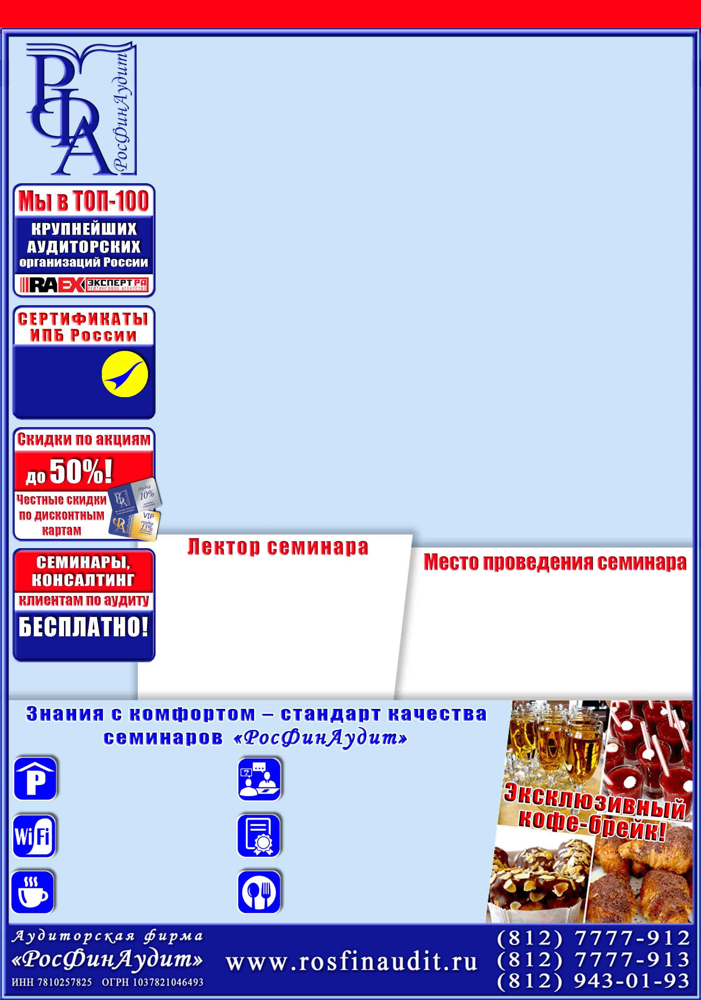 РФА
РосФинАудит
Мы в ТОП-100
КРУПНЕЙШИХ
АУДИТОРСКИХ
организаций России
RAEX ЭКСПЕРТ РА
РЕЙТИНГОВОЕ АГЕНТСТВО
СЕРТИФИКАТЫ
ИПБ России
Скидки по акциям
до 50%!
Честные скидки
по дисконтным
картам
скидка
10%
VIP
скидка
15%
СЕМИНАРЫ,
КОНСАЛТИНГ
клиентам по аудиту
БЕСПЛАТНО!
Лектор семинара
Место проведения семинара
Знания с комфортом – стандарт качества
семинаров «РосФинАудит»
P
?
WiFi
Эксклюзивный
кофе-брейк!
Аудиторская фирма
«РосФинАудит»
ИНН 7810257825 ОГРН 1037821046493
www.rosfinaudit.ru
(812) 7777-912
(812) 7777-913
(812) 943-01-93